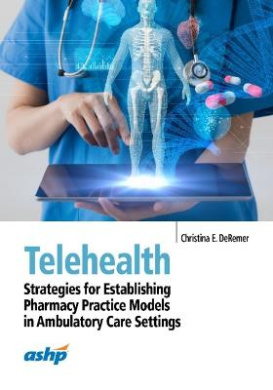 Christina E. DeRemer
Telehealth
Strategies for Establishing
Pharmacy Practice Models
in Ambulatory Care Settings
ashp